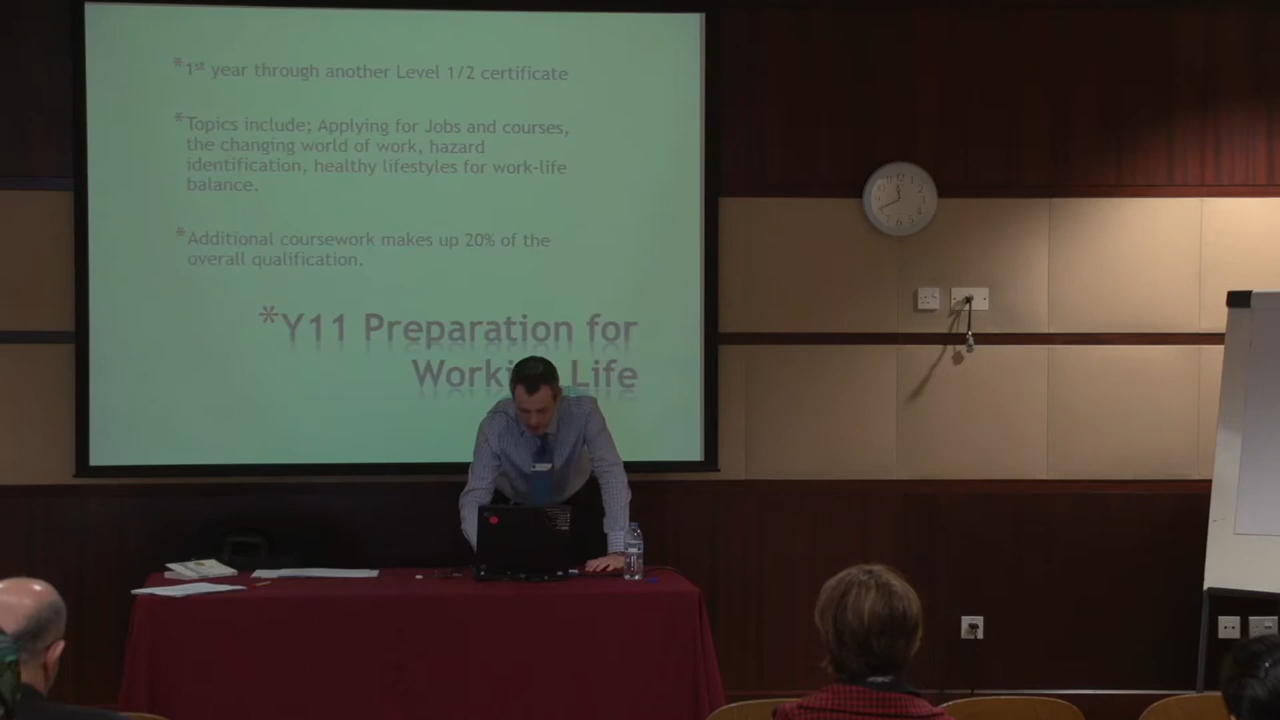 *1st year through another Level 1/2 certificate
*Topics include; Applying for Jobs and courses,
the changing world of work, hazard
identification, healthy lifestyles for work-life
balance.
*Additional coursework makes up 20% of the
overall qualification.
*Y11 Preparation for
Life